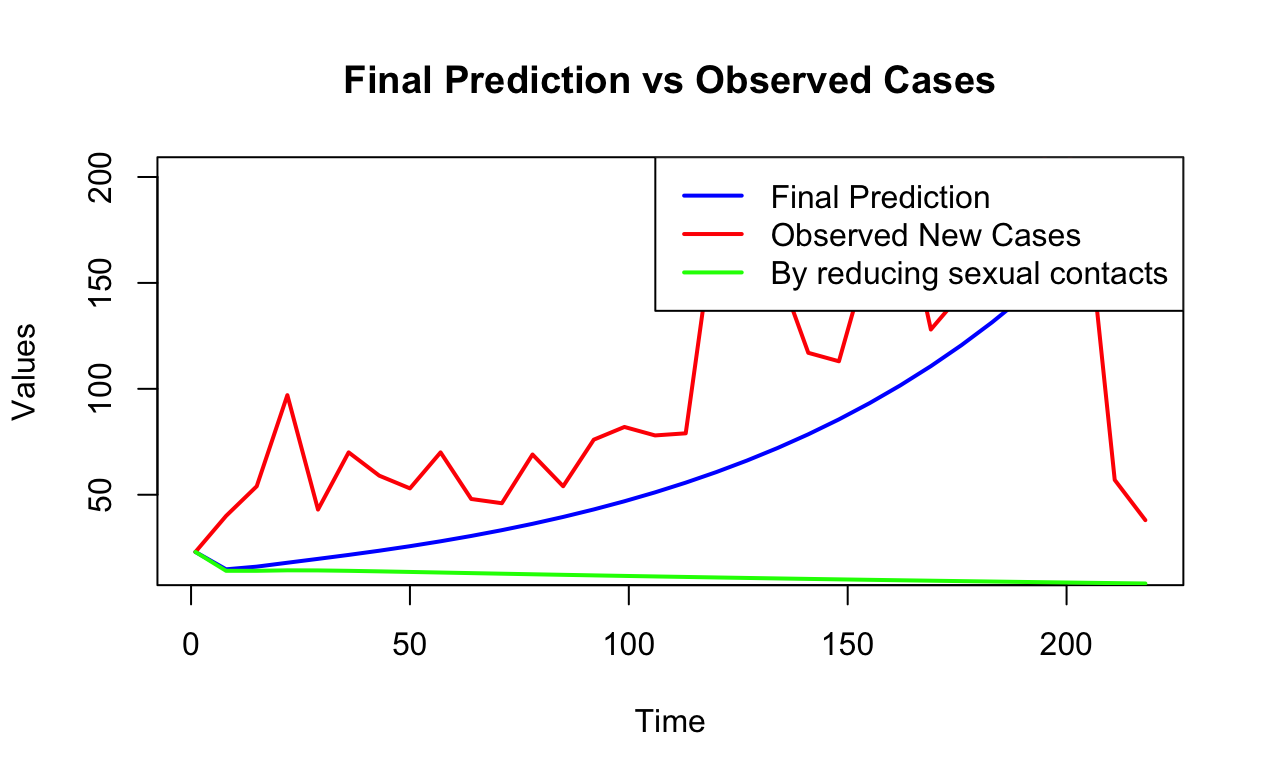 Final Prediction vs Observed Cases
200
150
100
50
Values
Final Prediction
Observed New Cases
By reducing sexual contacts
0 50 100 150 200
Time